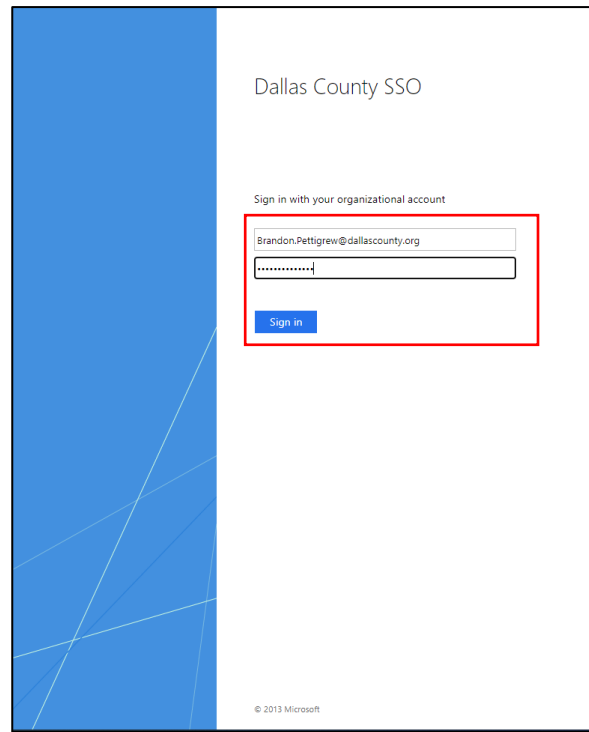 Dallas County SSO
Sign in with your organizational account
Brandon.Pettigrew@dallascounty.org
••••••••••••••
Sign in
© 2013 Microsoft